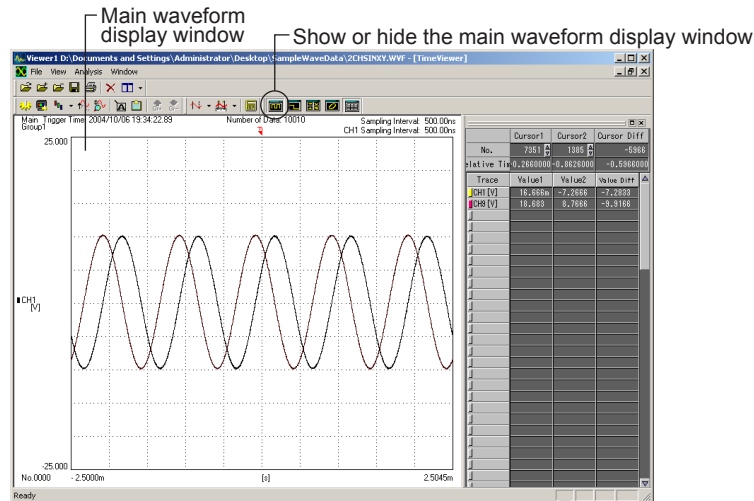 Main waveform
display window
Show or hide the main waveform display window
Viewer1 D:\Documents and Settings\Administrator\Desktop\SampleWaveData\2CHSINXY.WVF - [TimeViewer]
File View Analysis Window
Main Trigger Time: 2004/10/06 19:34:22.89 Number of Data: 10010 Sampling Interval: 500.00ns
Group1 CH1 Sampling Interval: 500.00ns
25.000
CH1
[V]
-25.000
No.0000 -2.5000m [s] 2.5045m
Cursor1 Cursor2 Cursor Diff
No. 7351 1385 -5966
elative Tim -0.2660000 -0.8626000 -0.5966000
Trace Value1 Value2 Value Diff
CH1[V] 16.666m -7.2666 -7.2833
CH9[V] 18.683 8.7666 -9.9166
Ready